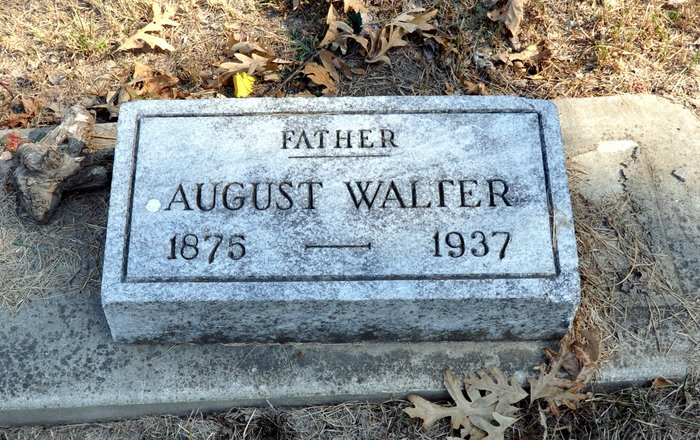 FATHER
AUGUST WALTER
1875 — 1937